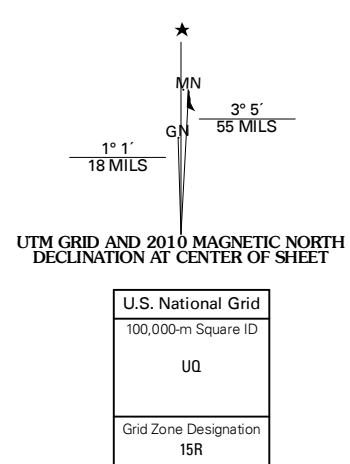 ★
MN
GN
3° 5´
55 MILS
1° 1´
18 MILS
UTM GRID AND 2010 MAGNETIC NORTH
DECLINATION AT CENTER OF SHEET
U.S. National Grid
100,000-m Square ID
UQ
Grid Zone Designation
15R